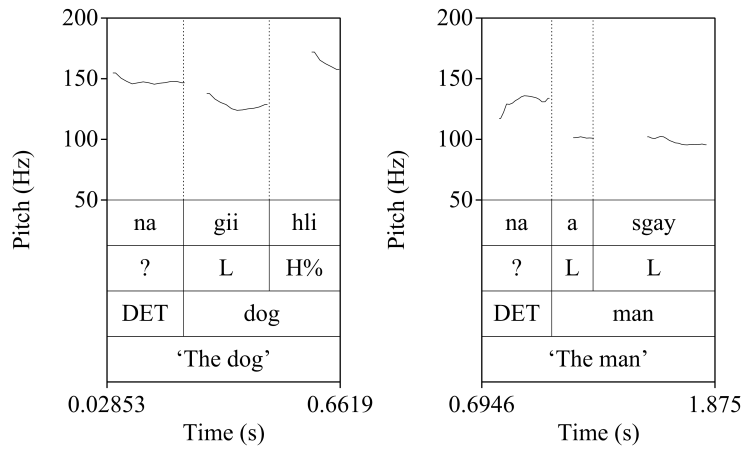 200
150
100
50
Pitch (Hz)
na gii hli
? L H%
DET dog
‘The dog’
0.02853 0.6619
Time (s)
200
150
100
50
Pitch (Hz)
na a sgay
? L L
DET man
‘The man’
0.6946 1.875
Time (s)